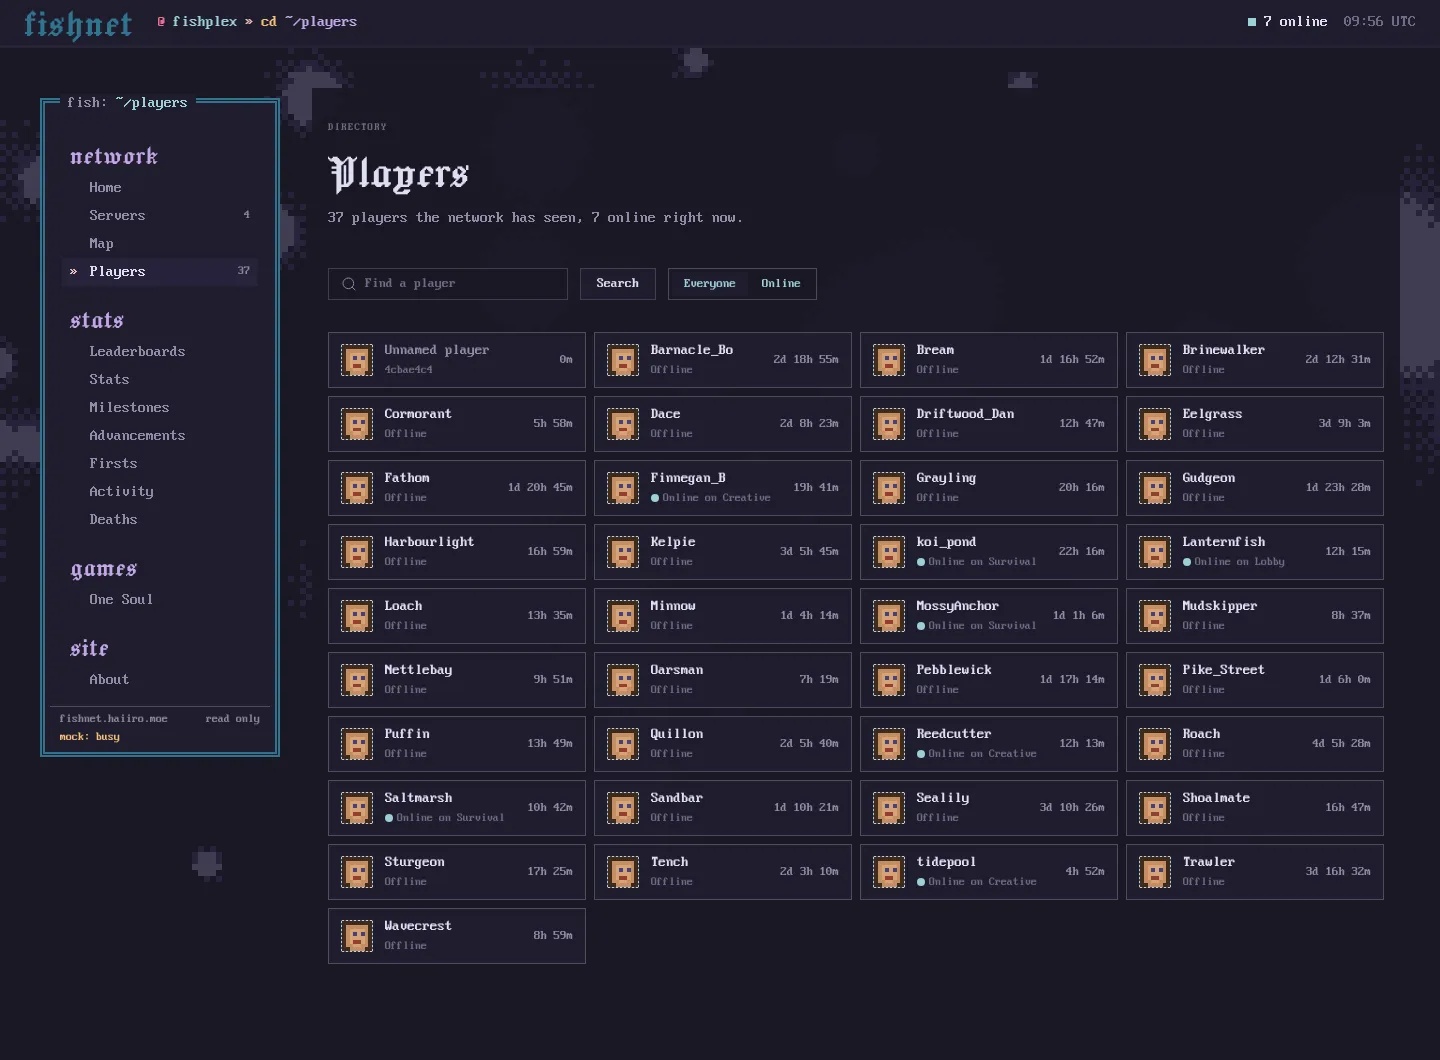 fishnet
@ fishplex » cd ~/players
7 online 09:56 UTC
fish: ~/players
network
Home
Servers 4
Map
» Players 37
stats
Leaderboards
Stats
Milestones
Advancements
Firsts
Activity
Deaths
games
One Soul
site
About
fishnet.haiiro.moe read only
mock: busy
DIRECTORY
Players
37 players the network has seen, 7 online right now.
Find a player
Search
Everyone
Online
Unnamed player
4cbae4c4
0m
Barnacle_Bo
Offline
2d 18h 55m
Bream
Offline
1d 16h 52m
Brinewalker
Offline
2d 12h 31m
Cormorant
Offline
5h 58m
Dace
Offline
2d 8h 23m
Driftwood_Dan
Offline
12h 47m
Eelgrass
Offline
3d 9h 3m
Fathom
Offline
1d 20h 45m
Finnegan_B
Online on Creative
19h 41m
Grayling
Offline
20h 16m
Gudgeon
Offline
1d 23h 28m
Harbourlight
Offline
16h 59m
Kelpie
Offline
3d 5h 45m
koi_pond
Online on Survival
22h 16m
Lanternfish
Online on Lobby
12h 15m
Loach
Offline
13h 35m
Minnow
Offline
1d 4h 14m
MossyAnchor
Online on Survival
1d 1h 6m
Mudskipper
Offline
8h 37m
Nettlebay
Offline
9h 51m
Oarsman
Offline
7h 19m
Pebblewick
Offline
1d 17h 14m
Pike_Street
Offline
1d 6h 0m
Puffin
Offline
13h 49m
Quillon
Offline
2d 5h 40m
Reedcutter
Online on Creative
12h 13m
Roach
Offline
4d 5h 28m
Saltmarsh
Online on Survival
10h 42m
Sandbar
Offline
1d 10h 21m
Sealily
Offline
3d 10h 26m
Shoalmate
Offline
16h 47m
Sturgeon
Offline
17h 25m
Tench
Offline
2d 3h 10m
tidepool
Online on Creative
4h 52m
Trawler
Offline
3d 16h 32m
Wavecrest
Offline
8h 59m